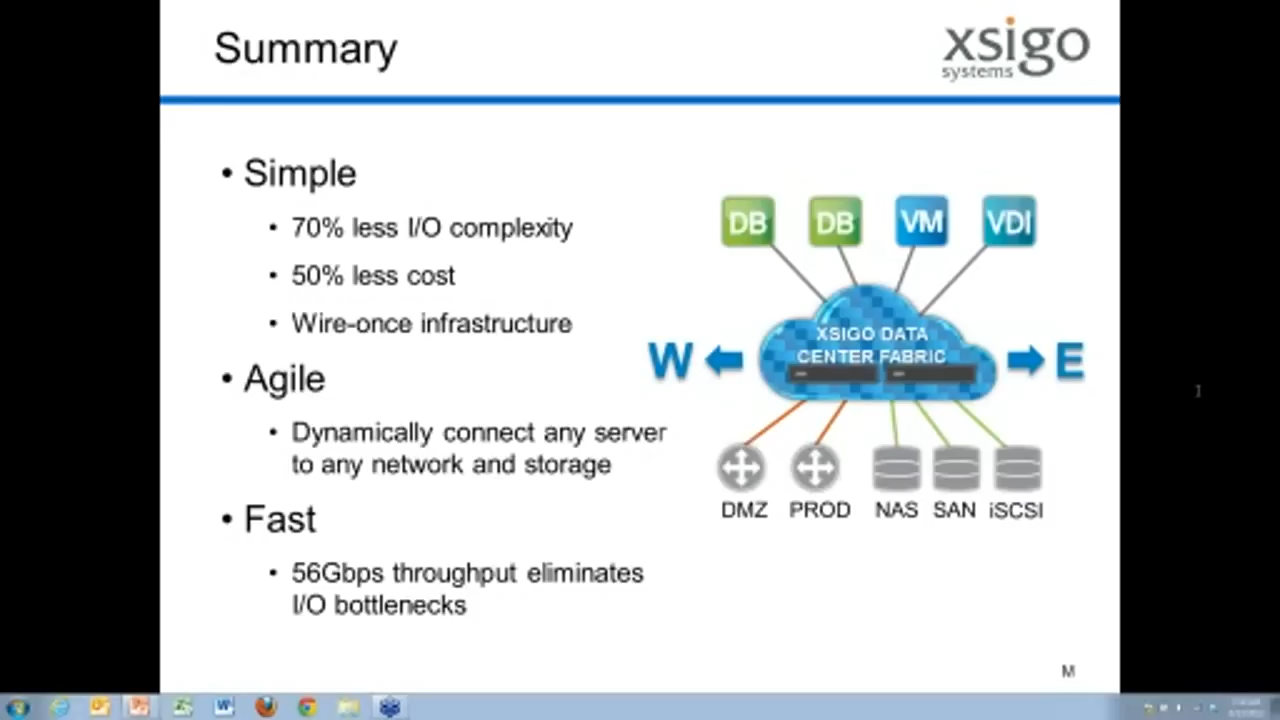 Summary
xsigo
systems
• Simple
• 70% less I/O complexity
• 50% less cost
• Wire-once infrastructure
• Agile
• Dynamically connect any server
to any network and storage
• Fast
• 56Gbps throughput eliminates
I/O bottlenecks
DB DB VM VDI
XSIGO DATA
CENTER FABRIC
W E
DMZ PROD NAS SAN iSCSI
M